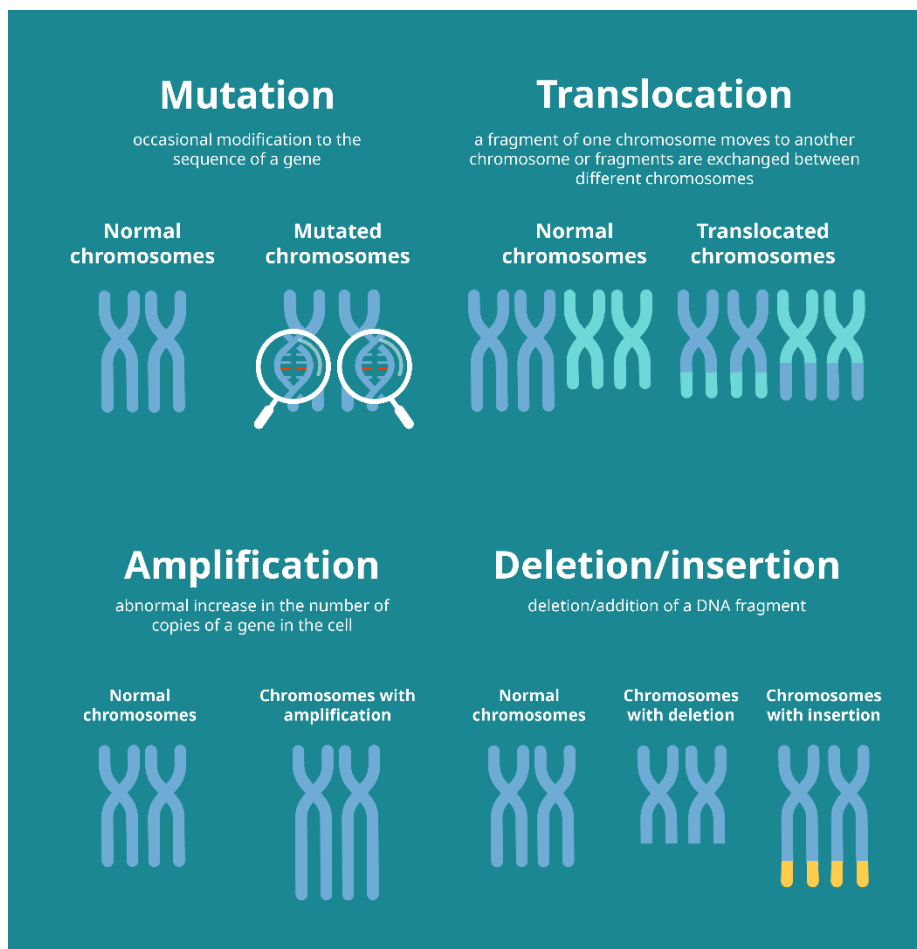 Mutation
occasional modification to the
sequence of a gene
Normal
chromosomes
Mutated
chromosomes
Translocation
a fragment of one chromosome moves to another
chromosome or fragments are exchanged between
different chromosomes
Normal
chromosomes
Translocated
chromosomes
Amplification
abnormal increase in the number of
copies of a gene in the cell
Normal
chromosomes
Chromosomes with
amplification
Deletion/insertion
deletion/addition of a DNA fragment
Normal
chromosomes
Chromosomes
with deletion
Chromosomes
with insertion